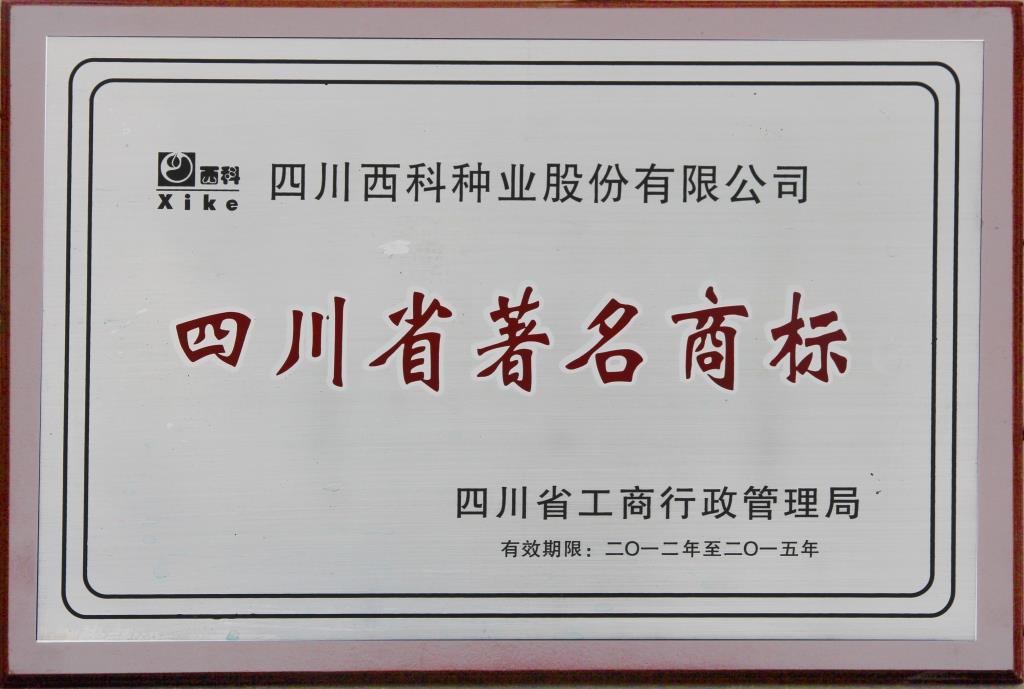 西科
Xike
四川西科种业股份有限公司
四川省著名商标
四川省工商行政管理局
有效期限：二〇一二年至二〇一五年